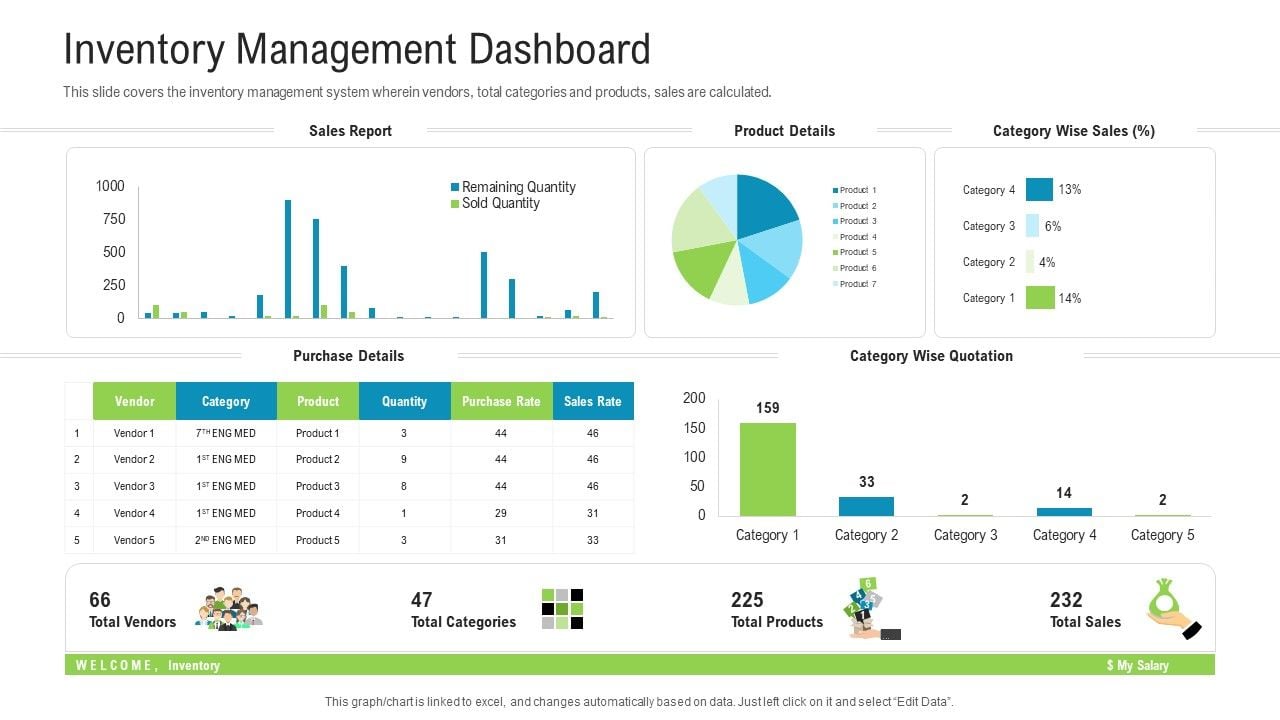 Inventory Management Dashboard
This slide covers the inventory management system wherein vendors, total categories and products, sales are calculated.
Sales Report
1000
750
500
250
0
Remaining Quantity
Sold Quantity
Product Details
Product 1
Product 2
Product 3
Product 4
Product 5
Product 6
Product 7
Category Wise Sales (%)
Category 4 13%
Category 3 6%
Category 2 4%
Category 1 14%
Purchase Details
Vendor Category Product Quantity Purchase Rate Sales Rate
1 Vendor 1 7TH ENG MED Product 1 3 44 46
2 Vendor 2 1ST ENG MED Product 2 9 44 46
3 Vendor 3 1ST ENG MED Product 3 8 44 46
4 Vendor 4 1ST ENG MED Product 4 1 29 31
5 Vendor 5 2ND ENG MED Product 5 3 31 33
Category Wise Quotation
200
150
100
50
0
159
33
2
14
2
Category 1 Category 2 Category 3 Category 4 Category 5
66
Total Vendors
47
Total Categories
225
Total Products
6
4
5
2
3
1
232
Total Sales
WELCOME, Inventory
$ My Salary
This graph/chart is linked to excel, and changes automatically based on data. Just left click on it and select “Edit Data”.